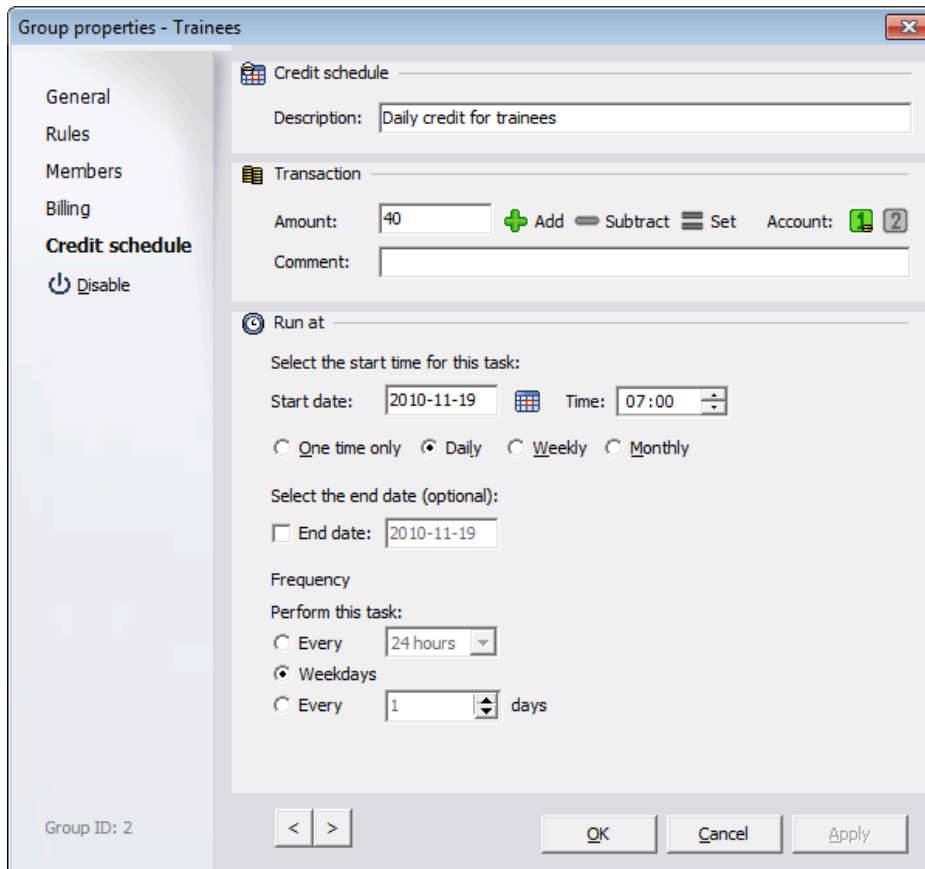 Group properties - Trainees
General
Rules
Members
Billing
Credit schedule
Disable
Group ID: 2
Credit schedule
Description: Daily credit for trainees
Transaction
Amount: 40 Add Subtract Set Account: 1 2
Comment:
Run at
Select the start time for this task:
Start date: 2010-11-19 Time: 07:00
One time only Daily Weekly Monthly
Select the end date (optional):
End date: 2010-11-19
Frequency
Perform this task:
Every 24 hours
Weekdays
Every 1 days
< > OK Cancel Apply